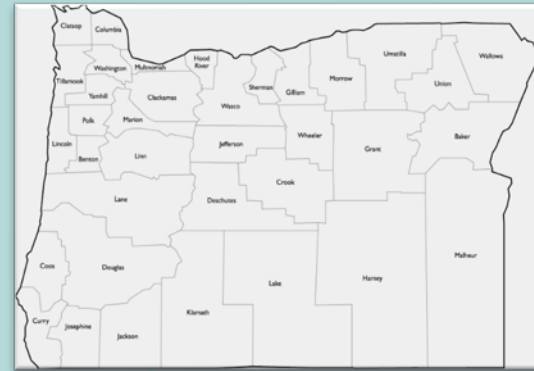 Clatsop
Columbia
Tillamook
Washington
Multnomah
Hood
River
Sherman
Gilliam
Morrow
Umatilla
Union
Wallowa
Yamhill
Clackamas
Wasco
Polk
Marion
Lincoln
Benton
Linn
Jefferson
Wheeler
Grant
Baker
Crook
Lane
Deschutes
Coos
Douglas
Klamath
Lake
Harney
Malheur
Curry
Josephine
Jackson